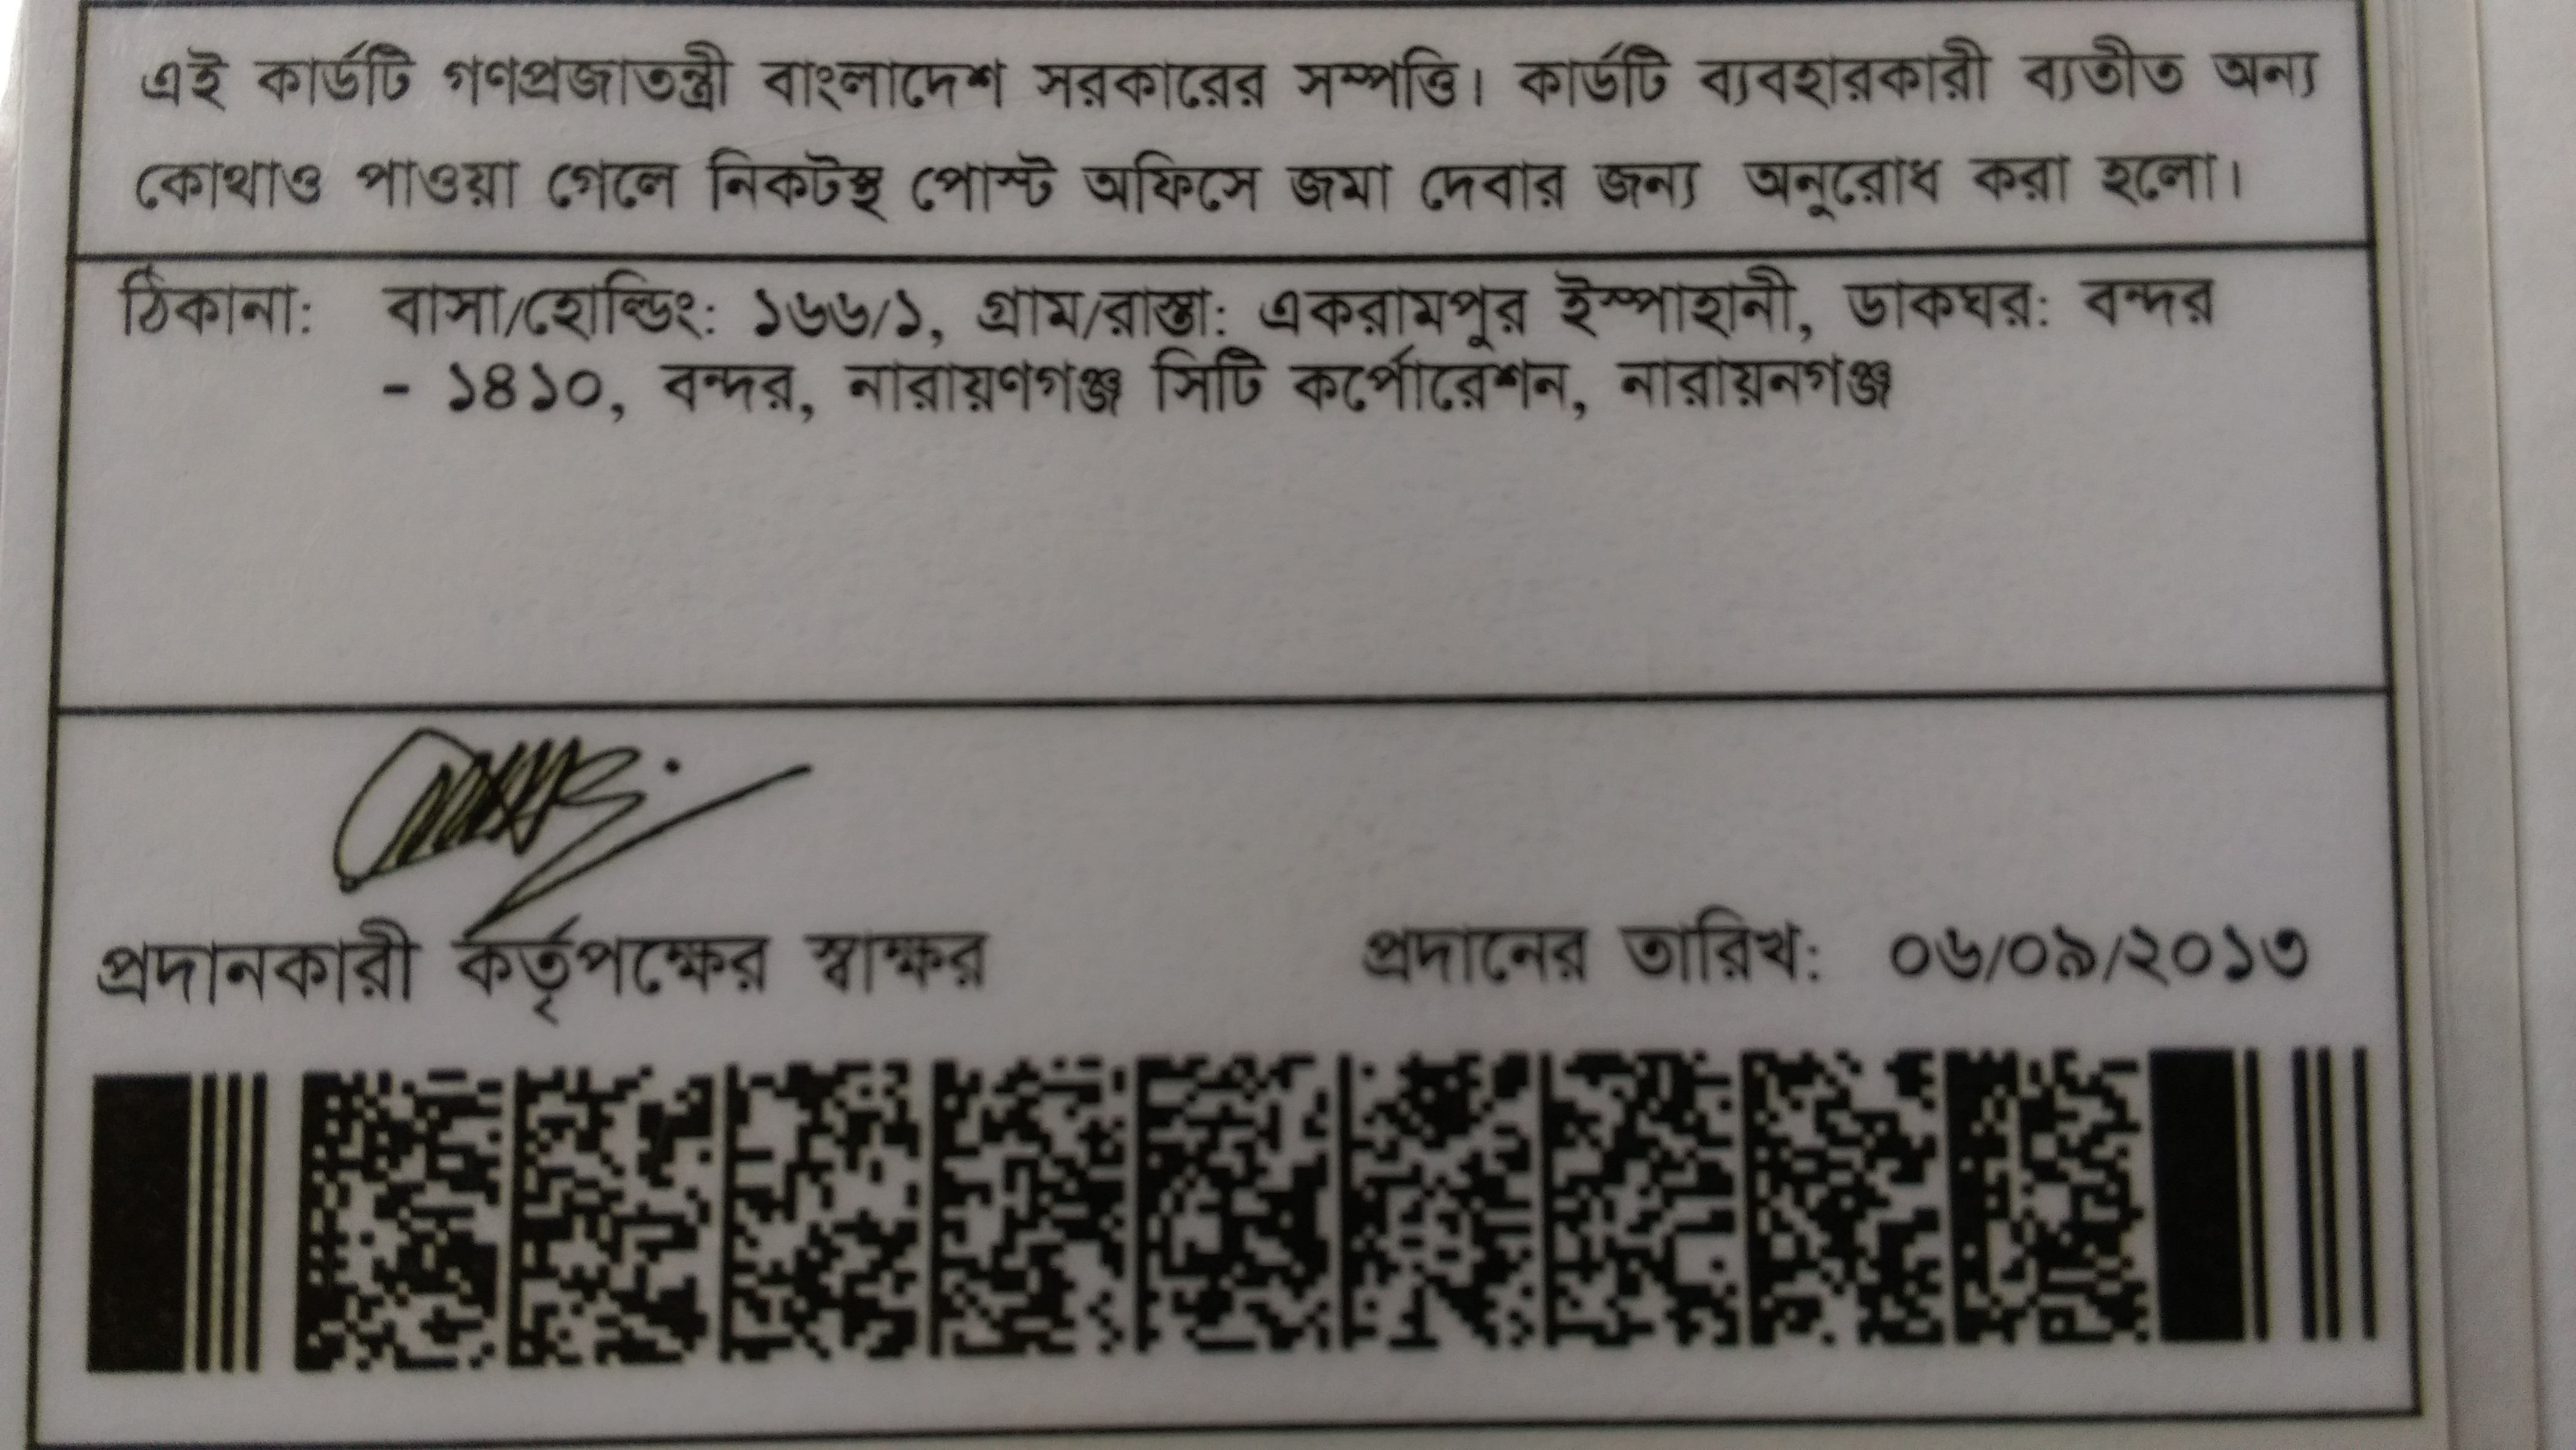 এই কার্ডটি গণপ্রজাতন্ত্রী বাংলাদেশ সরকারের সম্পত্তি। কার্ডটি ব্যবহারকারী ব্যতীত অন্য
কোথাও পাওয়া গেলে নিকটস্থ পোস্ট অফিসে জমা দেবার জন্য অনুরোধ করা হলো।
ঠিকানা: বাসা/হোল্ডিং: ১৬৬/১, গ্রাম/রাস্তা: একরামপুর ইস্পাহানী, ডাকঘর: বন্দর
- ১৪১০, বন্দর, নারায়ণগঞ্জ সিটি কর্পোরেশন, নারায়নগঞ্জ
প্রদানকারী কর্তৃপক্ষের স্বাক্ষর প্রদানের তারিখ: ০৬/০৯/২০১৩